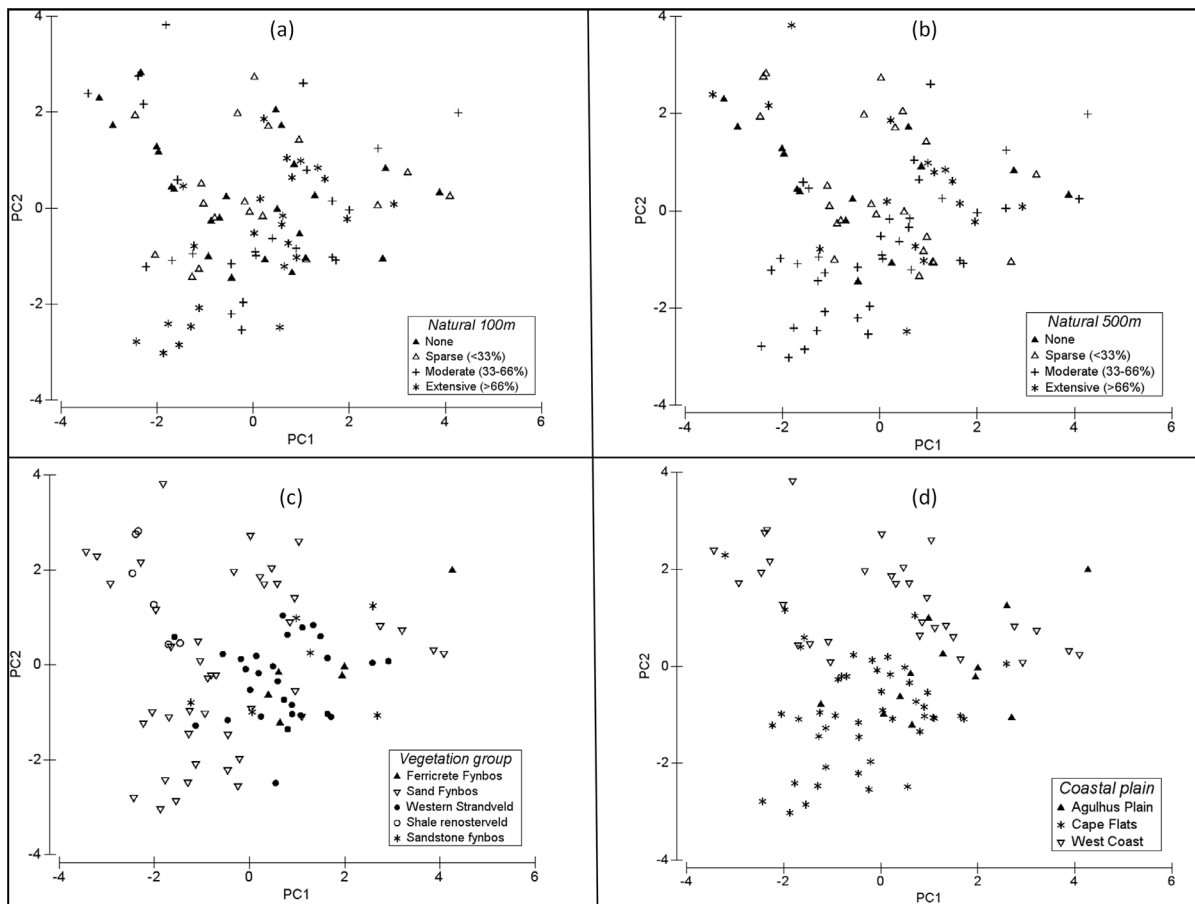 (a)
4
2
0
-2
-4
PC2
-4 -2 0 2 4 6
PC1
Natural 100m
None
Sparse (<33%)
Moderate (33-66%)
Extensive (>66%)
(b)
4
2
0
-2
-4
PC2
-4 -2 0 2 4 6
PC1
Natural 500m
None
Sparse (<33%)
Moderate (33-66%)
Extensive (>66%)
(c)
4
2
0
-2
-4
PC2
-4 -2 0 2 4 6
PC1
Vegetation group
Ferricrete Fynbos
Sand Fynbos
Western Strandveld
Shale renosterveld
Sandstone fynbos
(d)
4
2
0
-2
-4
PC2
-4 -2 0 2 4 6
PC1
Coastal plain
Agulhus Plain
Cape Flats
West Coast